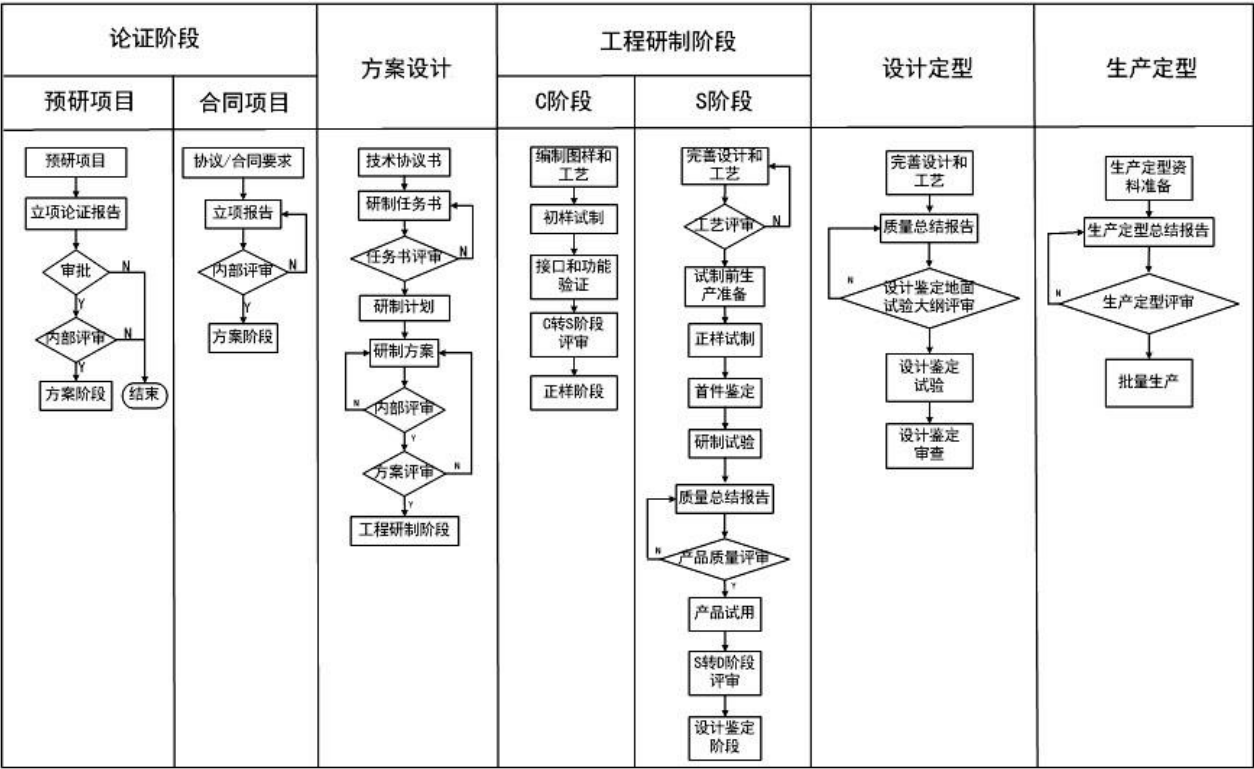 论证阶段
预研项目
合同项目
方案设计
工程研制阶段
C阶段
S阶段
设计定型
生产定型
预研项目
立项论证报告
审批
N
Y
内部评审
N
Y
方案阶段
结束
协议/合同要求
立项报告
内部评审
N
Y
方案阶段
技术协议书
研制任务书
任务书评审
N
研制计划
研制方案
内部评审
N
Y
方案评审
N
Y
工程研制阶段
编制图样和
工艺
初样试制
接口和功能
验证
C转S阶段
评审
正样阶段
完善设计和
工艺
工艺评审
N
试制前生
产准备
正样试制
首件鉴定
研制试验
质量总结报告
N
产品质量评审
Y
产品试用
S转D阶段
评审
设计鉴定
阶段
完善设计和
工艺
质量总结报告
N
设计鉴定地面
试验大纲评审
设计鉴定
试验
设计鉴定
审查
生产定型资
料准备
生产定型总结报告
N
生产定型评审
批量生产